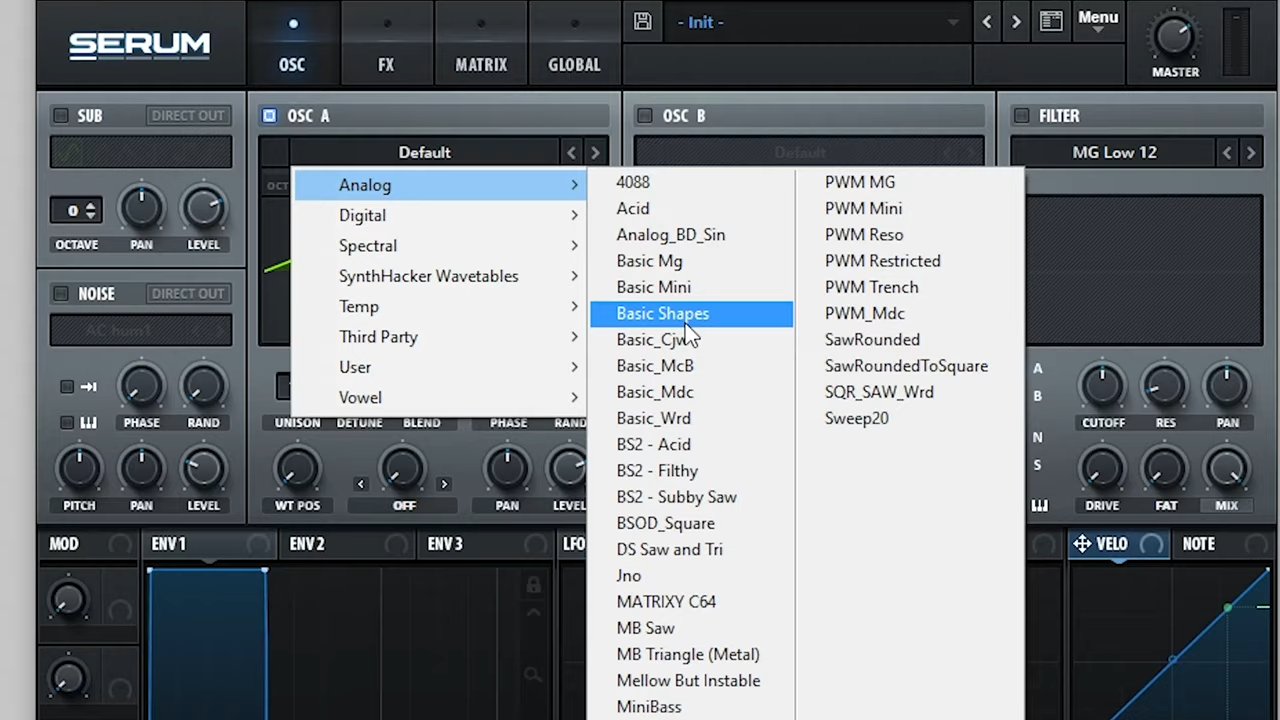 SERUM
OSC
FX
MATRIX
GLOBAL
- Init -
Menu
MASTER
SUB
DIRECT OUT
OSC A
OSC B
FILTER
Default
Default
MG Low 12
0
OCTAVE
PAN
LEVEL
OCT
Analog
Digital
Spectral
SynthHacker Wavetables
Temp
Third Party
User
Vowel
4088
Acid
Analog_BD_Sin
Basic Mg
Basic Mini
Basic Shapes
Basic_McB
Basic_Mdc
Basic_Wrd
BS2 - Acid
BS2 - Filthy
BS2 - Subby Saw
BSOD_Square
DS Saw and Tri
Jno
MATRIXY C64
MB Saw
MB Triangle (Metal)
Mellow But Instable
MiniBass
PWM MG
PWM Mini
PWM Reso
PWM Restricted
PWM Trench
PWM_Mdc
SawRounded
SawRoundedToSquare
SQR_SAW_Wrd
Sweep20
NOISE
DIRECT OUT
AC hum1
PHASE
RAND
PITCH
PAN
LEVEL
UNISON
DETUNE
BLEND
PHASE
RAND
WT POS
OFF
PAN
LEVEL
A
B
N
S
CUTOFF
RES
PAN
DRIVE
FAT
MIX
MOD
ENV 1
ENV 2
ENV 3
LFO
VELO
NOTE